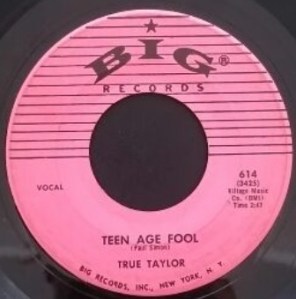 BIG®
RECORDS
614
(3425)
Village Music
Co. (BMI)
Time 2:47
VOCAL
TEEN AGE FOOL
(Paul Simon)
TRUE TAYLOR
BIG RECORDS, INC., NEW YORK, N. Y.